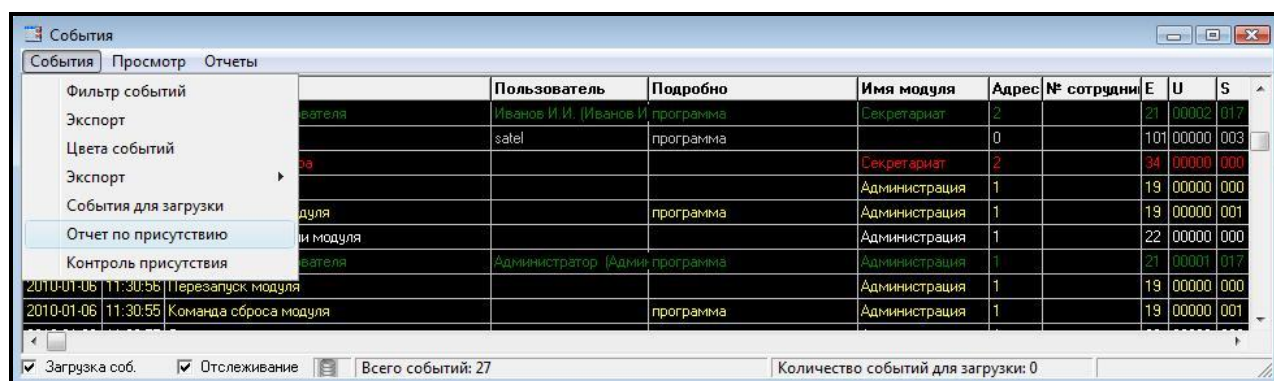 События
События Просмотр Отчеты
Пользователь Подробно Имя модуля Адрес № сотрудни E U S
Фильтр событий
вателя Иванов И.И. (Иванов И программа Секретариат 2 21 00002 017
Экспорт
satel программа 0 101 00000 003
Цвета событий
ра Секретариат 2 34 00000 000
Экспорт
Администрация 1 19 00000 000
События для загрузки
дуля программа Администрация 1 19 00000 001
Отчет по присутствию
и модуля Администрация 1 22 00000 000
Контроль присутствия
вателя Администратор (Адми программа Администрация 1 21 00001 017
2010-01-06 11:30:56 Перезапуск модуля Администрация 1 19 00000 000
2010-01-06 11:30:55 Команда сброса модуля программа Администрация 1 19 00000 001
Загрузка соб. Отслеживание Всего событий: 27 Количество событий для загрузки: 0